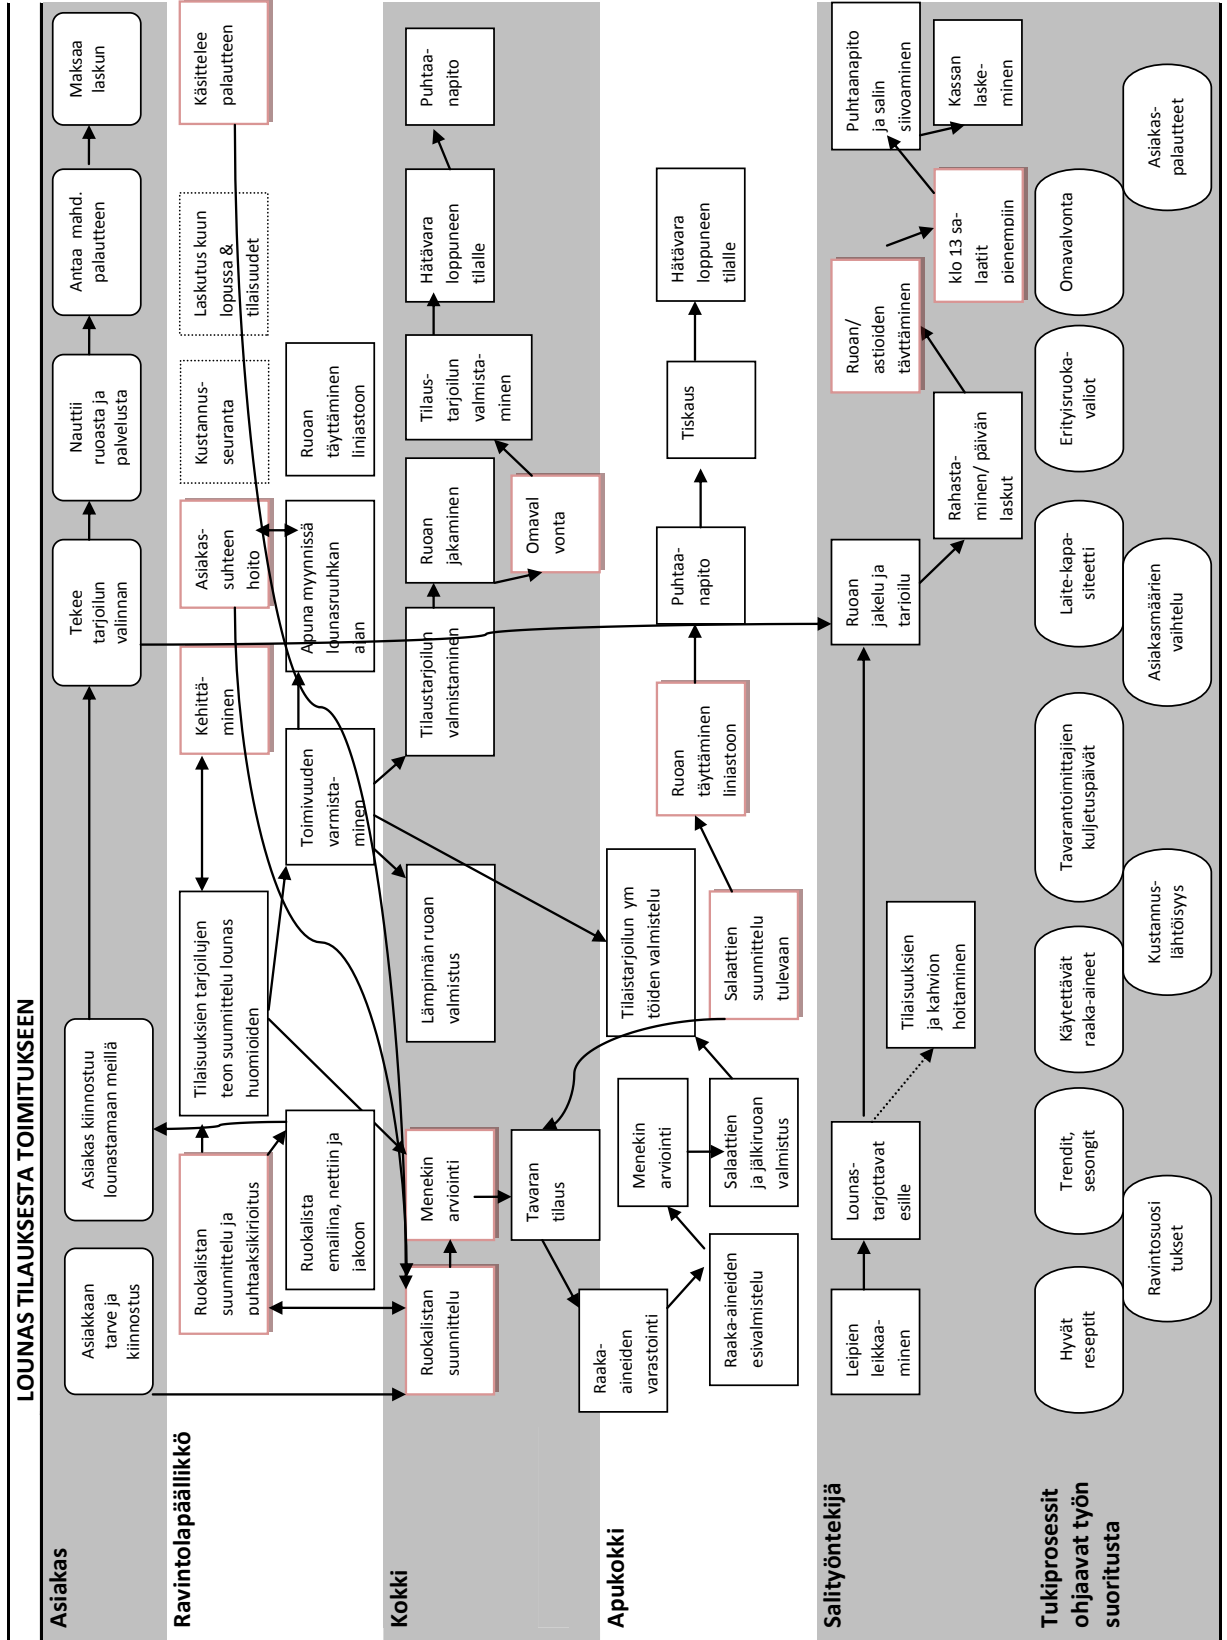 LOUNAS TILAUKSESTA TOIMITUKSEEN
Asiakas
Asiakkaan
tarve ja
kiinnostus
Asiakas kiinnostuu
lounastamaan meillä
Tekee
tarjoilun
valinnan
Nauttii
ruoasta ja
palvelusta
Antaa mahd.
palautteen
Maksaa
laskun
Ravintolapäällikkö
Ruokalistan
suunnittelu ja
puhtaaksikirjoitus
Tilaisuuksien tarjoilujen
teon suunnittelu lounas
huomioiden
Kehittä-
minen
Asiakas-
suhteen
hoito
Kustannus-
seuranta
Laskutus kuun
lopussa &
tilaisuudet
Käsittelee
palautteen
Ruokalista
emailina, nettiin ja
jakoon
Toimivuuden
varmista-
minen
Apuna myynnissä
lounasruuhkan
ajan
Ruoan
täyttäminen
linjastoon
Kokki
Ruokalistan
suunnittelu
Menekin
arviointi
Lämpimän ruoan
valmistus
Tilaustarjoilun
valmistaminen
Ruoan
jakaminen
Tilaus-
tarjoilun
valmista-
minen
Hätävara
loppuneen
tilalle
Puhtaa-
napito
Tavaran
tilaus
Omaval
vonta
Apukokki
Raaka-
aineiden
varastointi
Raaka-aineiden
esivalmistelu
Menekin
arviointi
Salaattien
ja jälkiruoan
valmistus
Tilaistarjoilun ym
töiden valmistelu
Salaattien
suunnittelu
tulevaan
Ruoan
täyttäminen
linjastoon
Puhtaa-
napito
Tiskaus
Hätävara
loppuneen
tilalle
Salityöntekijä
Leipien
leikkaa-
minen
Lounas-
tarjottavat
esille
Tilaisuuksien
ja kahvion
hoitaminen
Ruoan
jakelu ja
tarjoilu
Rahasta-
minen/ päivän
laskut
Ruoan/
astioiden
täyttäminen
klo 13 sa-
laatit
pienempiin
Puhtaanapito
ja salin
siivoaminen
Kassan
laske-
minen
Tukiprosessit
ohjaavat työn
suoritusta
Hyvät
reseptit
Ravintosuosi
tukset
Trendit,
sesongit
Käytettävät
raaka-aineet
Kustannus-
lähtöisyys
Tavarantoimittajien
kuljetuspäivät
Asiakasmäärien
vaihtelu
Laite-kapa-
siteetti
Erityisruoka-
valiot
Omavalvonta
Asiakas-
palautteet